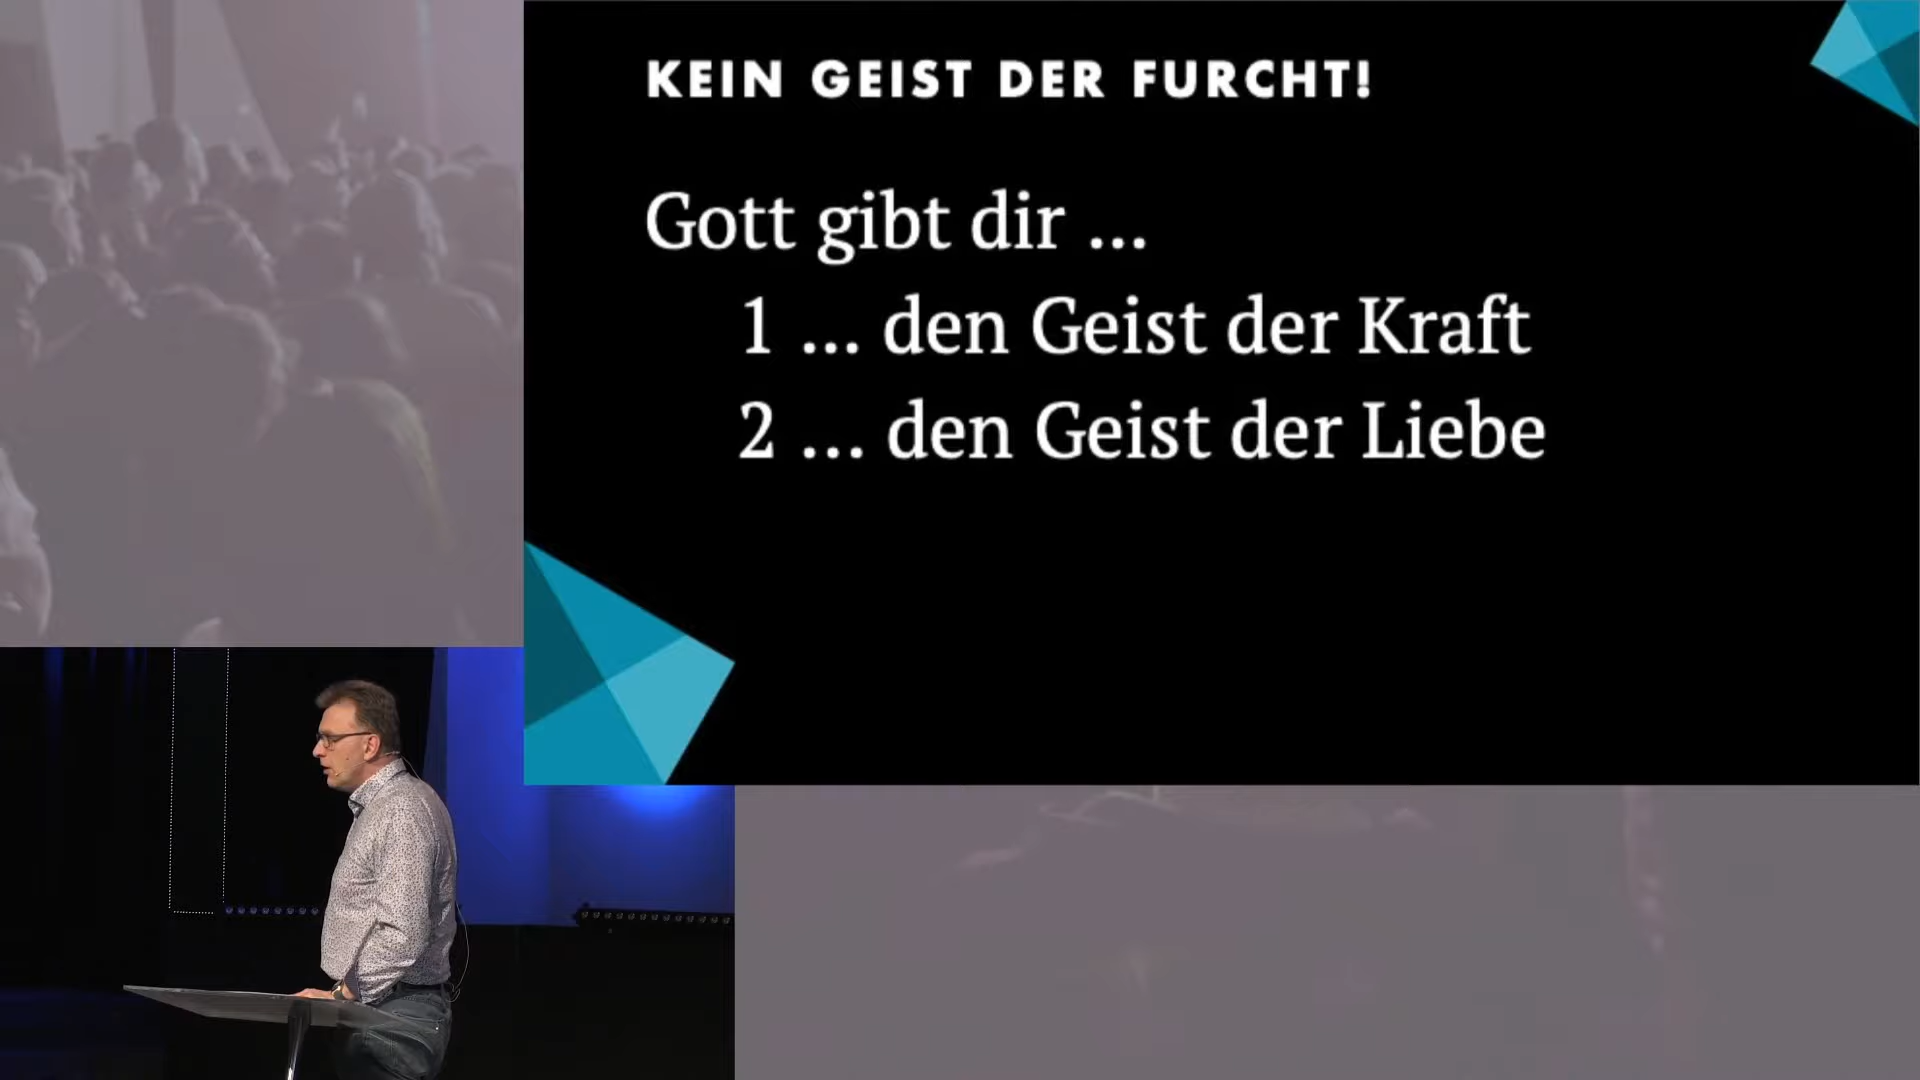 KEIN GEIST DER FURCHT!
Gott gibt dir ...
1 ... den Geist der Kraft
2 ... den Geist der Liebe